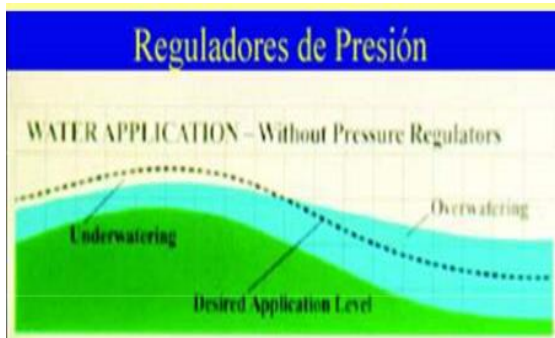 Reguladores de Presión
WATER APPLICATION – Without Pressure Regulators
Overwatering
Underwatering
Desired Application Level